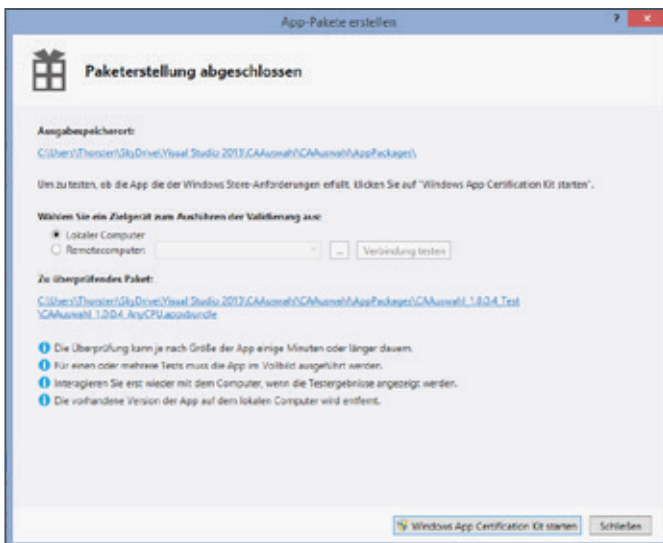 App-Pakete erstellen
?
Paketerstellung abgeschlossen
Ausgabespeicherort:
C:\Users\Thorsten\SkyDrive\Visual Studio 2013\CAAuswahl\CAAuswahl\AppPackages\
Um zu testen, ob die App die der Windows Store-Anforderungen erfüllt, klicken Sie auf "Windows App Certification Kit starten".
Wählen Sie ein Zielgerät zum Ausführen der Validierung aus:
Lokaler Computer
Remotecomputer:
... Verbindung testen
Zu überprüfendes Paket:
C:\Users\Thorsten\SkyDrive\Visual Studio 2013\CAAuswahl\CAAuswahl\AppPackages\CAAuswahl_1.0.0.4_Test
\CAAuswahl_1.0.0.4_AnyCPU.appxbundle
Die Überprüfung kann je nach Größe der App einige Minuten oder länger dauern.
Für einen oder mehrere Tests muss die App im Vollbild ausgeführt werden.
Interagieren Sie erst wieder mit dem Computer, wenn die Testergebnisse angezeigt werden.
Die vorhandene Version der App auf dem lokalen Computer wird entfernt.
Windows App Certification Kit starten
Schließen